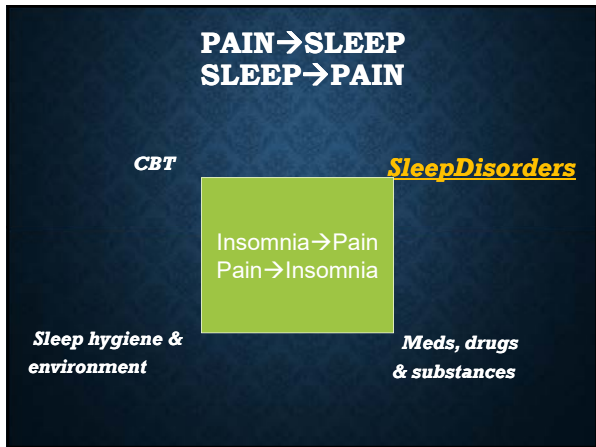 PAIN→SLEEP
SLEEP→PAIN
CBT
SleepDisorders
Insomnia→Pain
Pain→Insomnia
Sleep hygiene &
environment
Meds, drugs
& substances